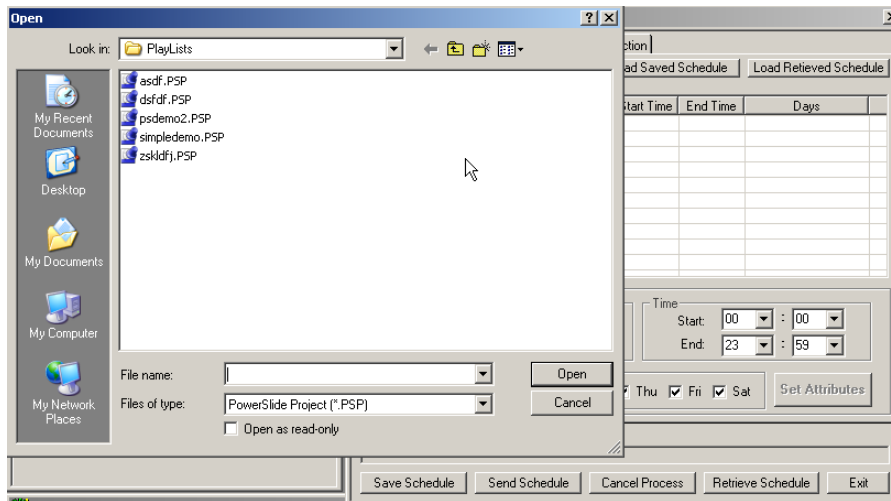 Open
Look in: PlayLists
My Recent
Documents
Desktop
My Documents
My Computer
My Network
Places
asdf.PSP
dsfdf.PSP
psdemo2.PSP
simpledemo.PSP
zskldfj.PSP
File name: Open
Files of type: PowerSlide Project (*.PSP) Cancel
Open as read-only
Saved Schedule Load Retieved Schedule
Start Time End Time Days
Time
Start: 00 : 00
End: 23 : 59
Thu Fri Sat Set Attributes
Save Schedule Send Schedule Cancel Process Retrieve Schedule Exit